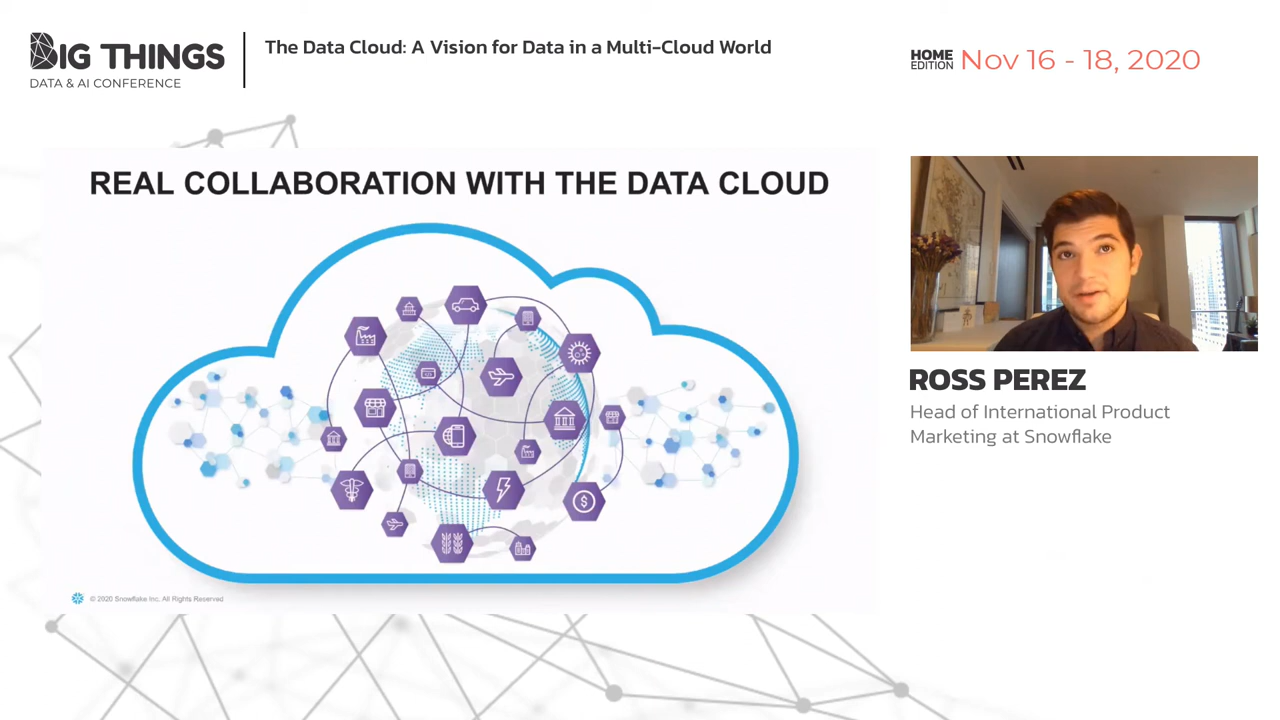 BIG THINGS
DATA & AI CONFERENCE
The Data Cloud: A Vision for Data in a Multi-Cloud World
HOME
EDITION
Nov 16 - 18, 2020
REAL COLLABORATION WITH THE DATA CLOUD
© 2020 Snowflake Inc. All Rights Reserved
ROSS PEREZ
Head of International Product
Marketing at Snowflake